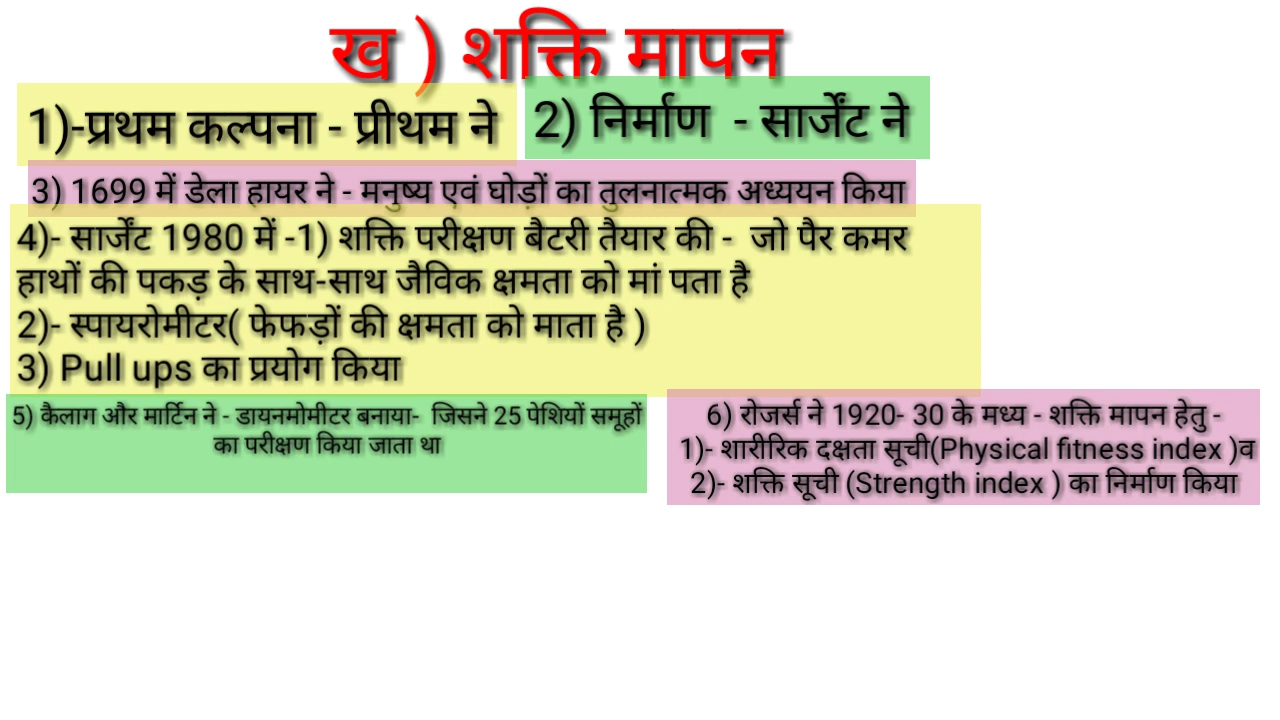 ख ) शक्ति मापन
1)-प्रथम कल्पना - प्रीथम ने
2) निर्माण - सार्जेंट ने
3) 1699 में डेला हायर ने - मनुष्य एवं घोड़ों का तुलनात्मक अध्ययन किया
4)- सार्जेंट 1980 में -1) शक्ति परीक्षण बैटरी तैयार की - जो पैर कमर
हाथों की पकड़ के साथ-साथ जैविक क्षमता को मां पता है
2)- स्पायरोमीटर( फेफड़ों की क्षमता को माता है )
3) Pull ups का प्रयोग किया
5) कैलाग और मार्टिन ने - डायनमोमीटर बनाया- जिसने 25 पेशियों समूहों
का परीक्षण किया जाता था
6) रोजर्स ने 1920- 30 के मध्य - शक्ति मापन हेतु -
1)- शारीरिक दक्षता सूची(Physical fitness index )व
2)- शक्ति सूची (Strength index ) का निर्माण किया